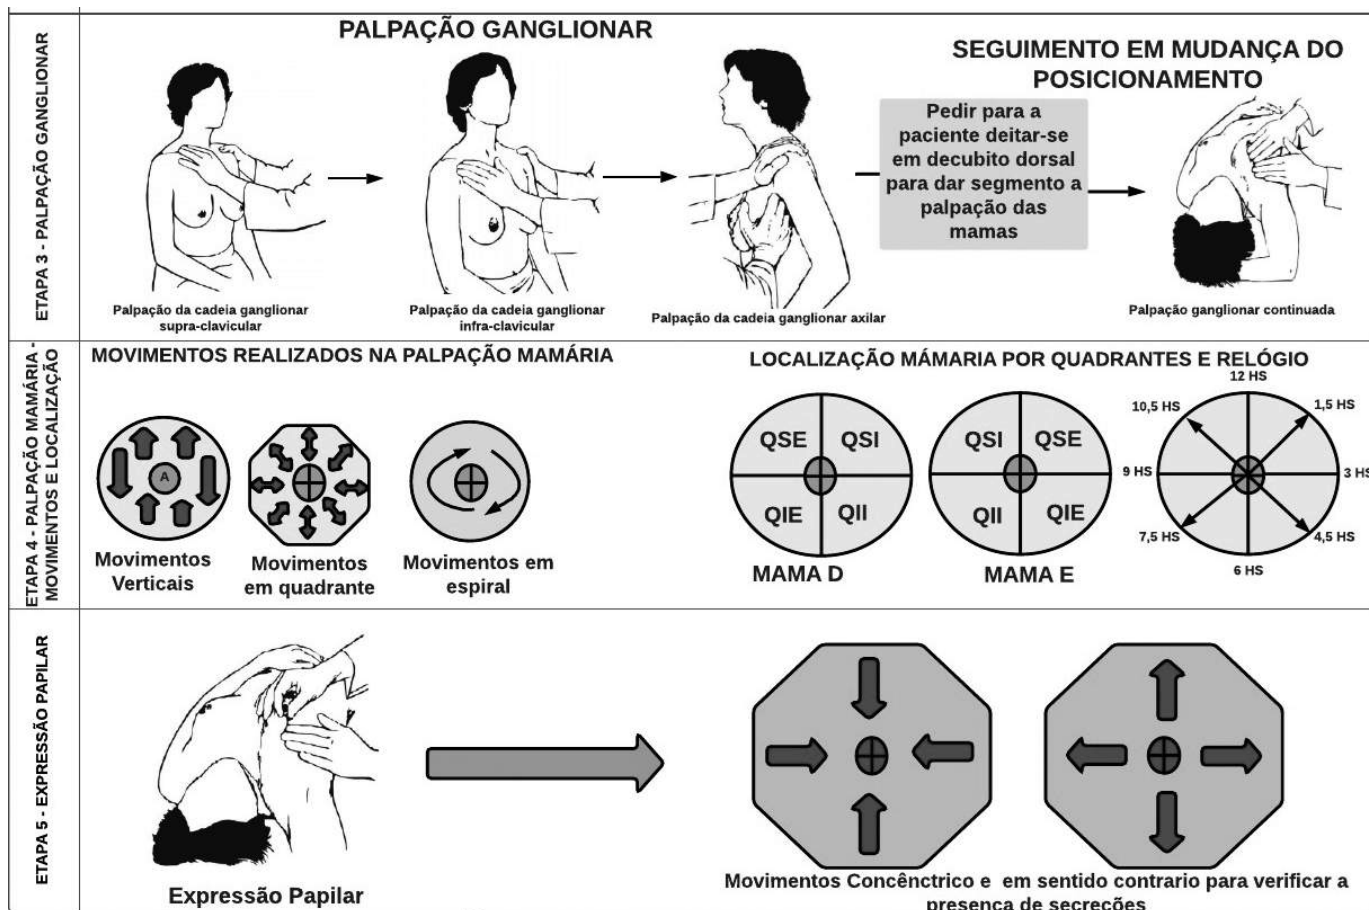 ETAPA 3 - PALPAÇÃO GANGLIONAR
PALPAÇÃO GANGLIONAR
SEGUIMENTO EM MUDANÇA DO
POSICIONAMENTO
Pedir para a
paciente deitar-se
em decubito dorsal
para dar segmento a
palpação das
mamas
Palpação da cadeia ganglionar
supra-clavicular
Palpação da cadeia ganglionar
infra-clavicular
Palpação da cadeia ganglionar axilar
Palpação ganglionar continuada
ETAPA 4 - PALPAÇÃO MAMÁRIA -
MOVIMENTOS E LOCALIZAÇÃO
MOVIMENTOS REALIZADOS NA PALPAÇÃO MAMÁRIA
A
Movimentos
Verticais
Movimentos
em quadrante
Movimentos em
espiral
LOCALIZAÇÃO MÁMARIA POR QUADRANTES E RELÓGIO
QSE QSI
QIE QII
MAMA D
QSI QSE
QII QIE
MAMA E
12 HS
10,5 HS
1,5 HS
9 HS
3 HS
7,5 HS
4,5 HS
6 HS
ETAPA 5 - EXPRESSÃO PAPILAR
Expressão Papilar
Movimentos Concênctrico e em sentido contrario para verificar a
presença de secreções